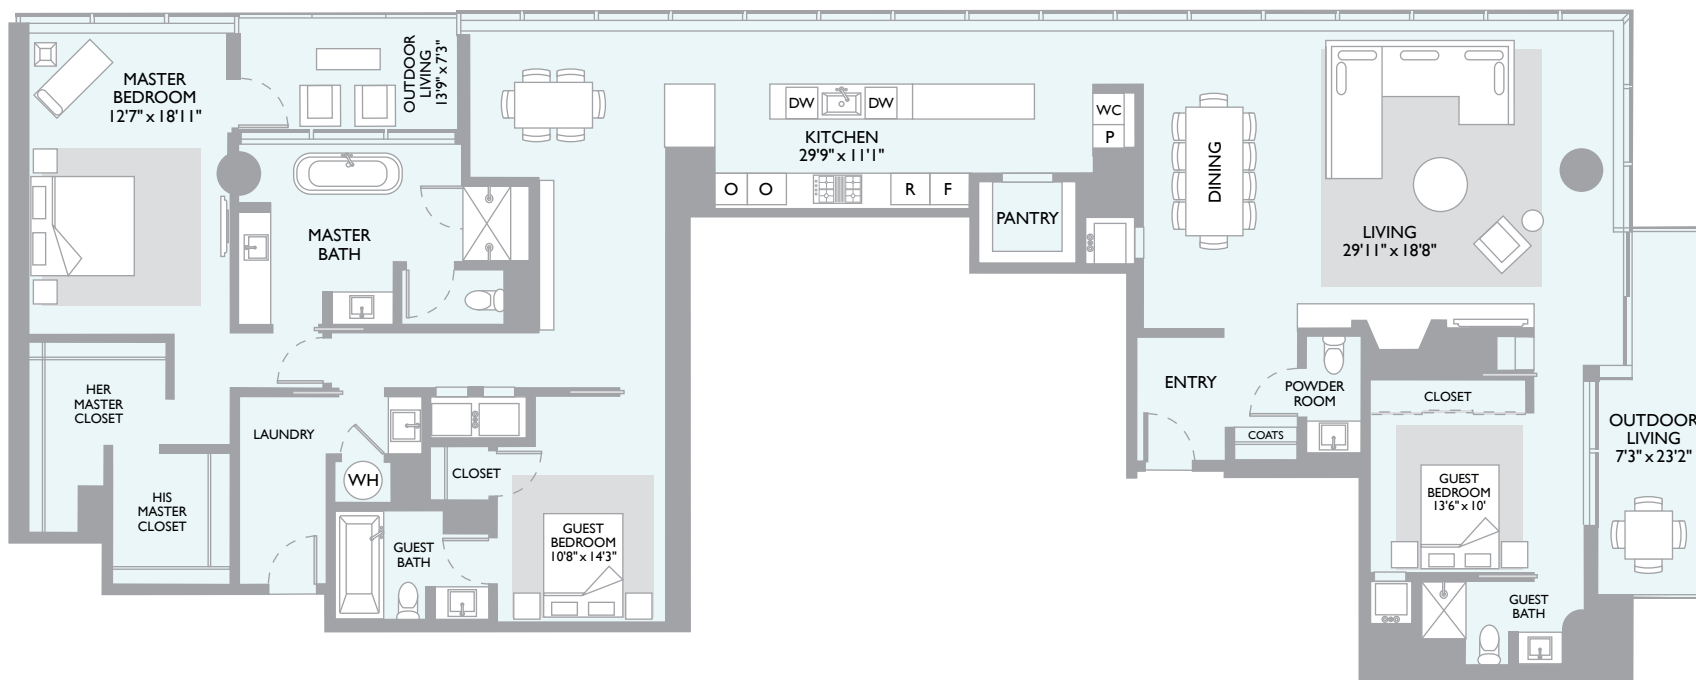 MASTER
BEDROOM
12'7" x 18'11"
OUTDOOR
LIVING
13'9" x 7'3"
DW
DW
KITCHEN
29'9" x 11'1"
WC
P
DINING
LIVING
29'11" x 18'8"
O
O
R
F
PANTRY
MASTER
BATH
HER
MASTER
CLOSET
HIS
MASTER
CLOSET
LAUNDRY
WH
CLOSET
GUEST
BATH
GUEST
BEDROOM
10'8" x 14'3"
ENTRY
POWDER
ROOM
COATS
CLOSET
GUEST
BEDROOM
13'6" x 10'
OUTDOOR
LIVING
7'3" x 23'2"
GUEST
BATH